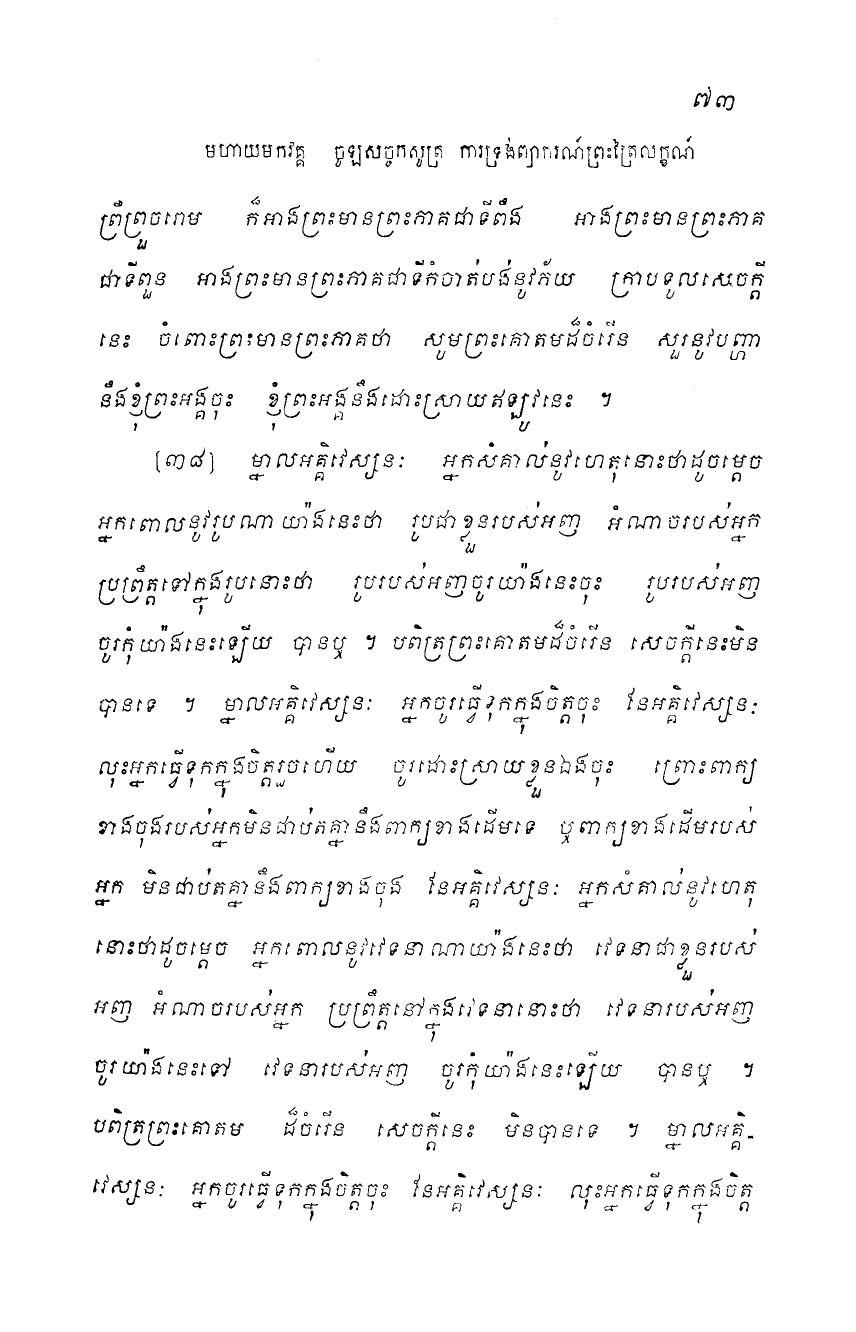 ៧៣
មហាយមកវគ្គ ចូឡសច្ចកសូត្រ ការទ្រង់ព្យាករណ៍ព្រះត្រៃលក្ខណ៍
ព្រឺព្រួចរោម ក៏អាងព្រះមានព្រះភាគជាទីពឹង អាងព្រះមានព្រះភាគ
ជាទីពួន អាងព្រះមានព្រះភាគជាទីកំចាត់បង់នូវភ័យ ក្រាបទូលសេចក្តី
នេះ ចំពោះព្រះមានព្រះភាគថា សូមព្រះគោតមដ៏ចំរើន សួរនូវបញ្ហា
នឹងខ្ញុំព្រះអង្គចុះ ខ្ញុំព្រះអង្គនឹងដោះស្រាយឥឡូវនេះ ។
[៣៨] ម្នាលអគ្គិវេស្សនៈ អ្នកសំគាល់នូវហេតុនោះថាដូចម្តេច
អ្នកពោលនូវរូបណា យ៉ាងនេះថា រូបជាខ្លួនរបស់អញ អំណាចរបស់អ្នក
ប្រព្រឹត្តទៅក្នុងរូបនោះថា រូបរបស់អញចូរយ៉ាងនេះចុះ រូបរបស់អញ
ចូរកុំយ៉ាងនេះឡើយ បានឬ ។ បពិត្រព្រះគោតមដ៏ចំរើន សេចក្តីនេះមិន
បានទេ ។ ម្នាលអគ្គិវេស្សនៈ អ្នកចូរធ្វើទុកក្នុងចិត្តចុះ នែអគ្គិវេស្សនៈ
លុះអ្នកធ្វើទុកក្នុងចិត្តរួចហើយ ចូរដោះស្រាយខ្លួនឯងចុះ ព្រោះពាក្យ
ខាងចុងរបស់អ្នកមិនជាប់តគ្នានឹងពាក្យខាងដើមទេ ឬពាក្យខាងដើមរបស់
អ្នក មិនជាប់តគ្នានឹងពាក្យខាងចុង នែអគ្គិវេស្សនៈ អ្នកសំគាល់នូវហេតុ
នោះថាដូចម្តេច អ្នកពោលនូវវេទនាណាយ៉ាងនេះថា វេទនាជាខ្លួនរបស់
អញ អំណាចរបស់អ្នក ប្រព្រឹត្តនៅក្នុងវេទនានោះថា វេទនារបស់អញ
ចូរយ៉ាងនេះទៅ វេទនារបស់អញ ចូរកុំយ៉ាងនេះឡើយ បានឬ ។
បពិត្រព្រះគោតម ដ៏ចំរើន សេចក្តីនេះ មិនបានទេ ។ ម្នាលអគ្គិ-
វេស្សនៈ អ្នកចូរធ្វើទុកក្នុងចិត្តចុះ នែអគ្គិវេស្សនៈ លុះអ្នកធ្វើទុកក្នុងចិត្ត